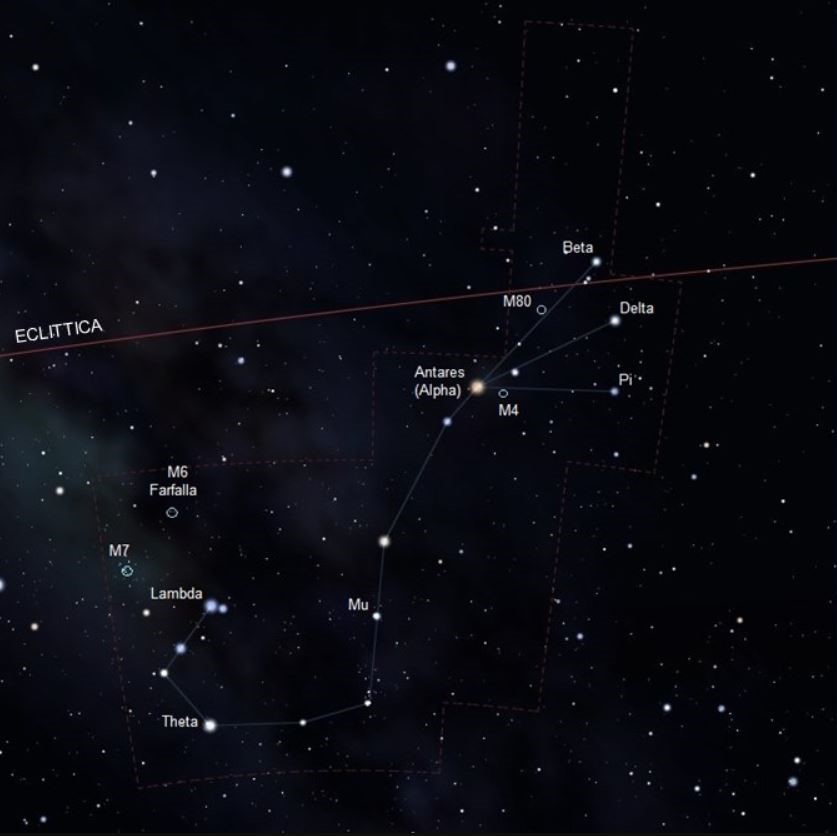 Beta
M80
Delta
ECLITTICA
Antares
(Alpha)
Pi
M4
M6
Farfalla
M7
Lambda
Mu
Theta